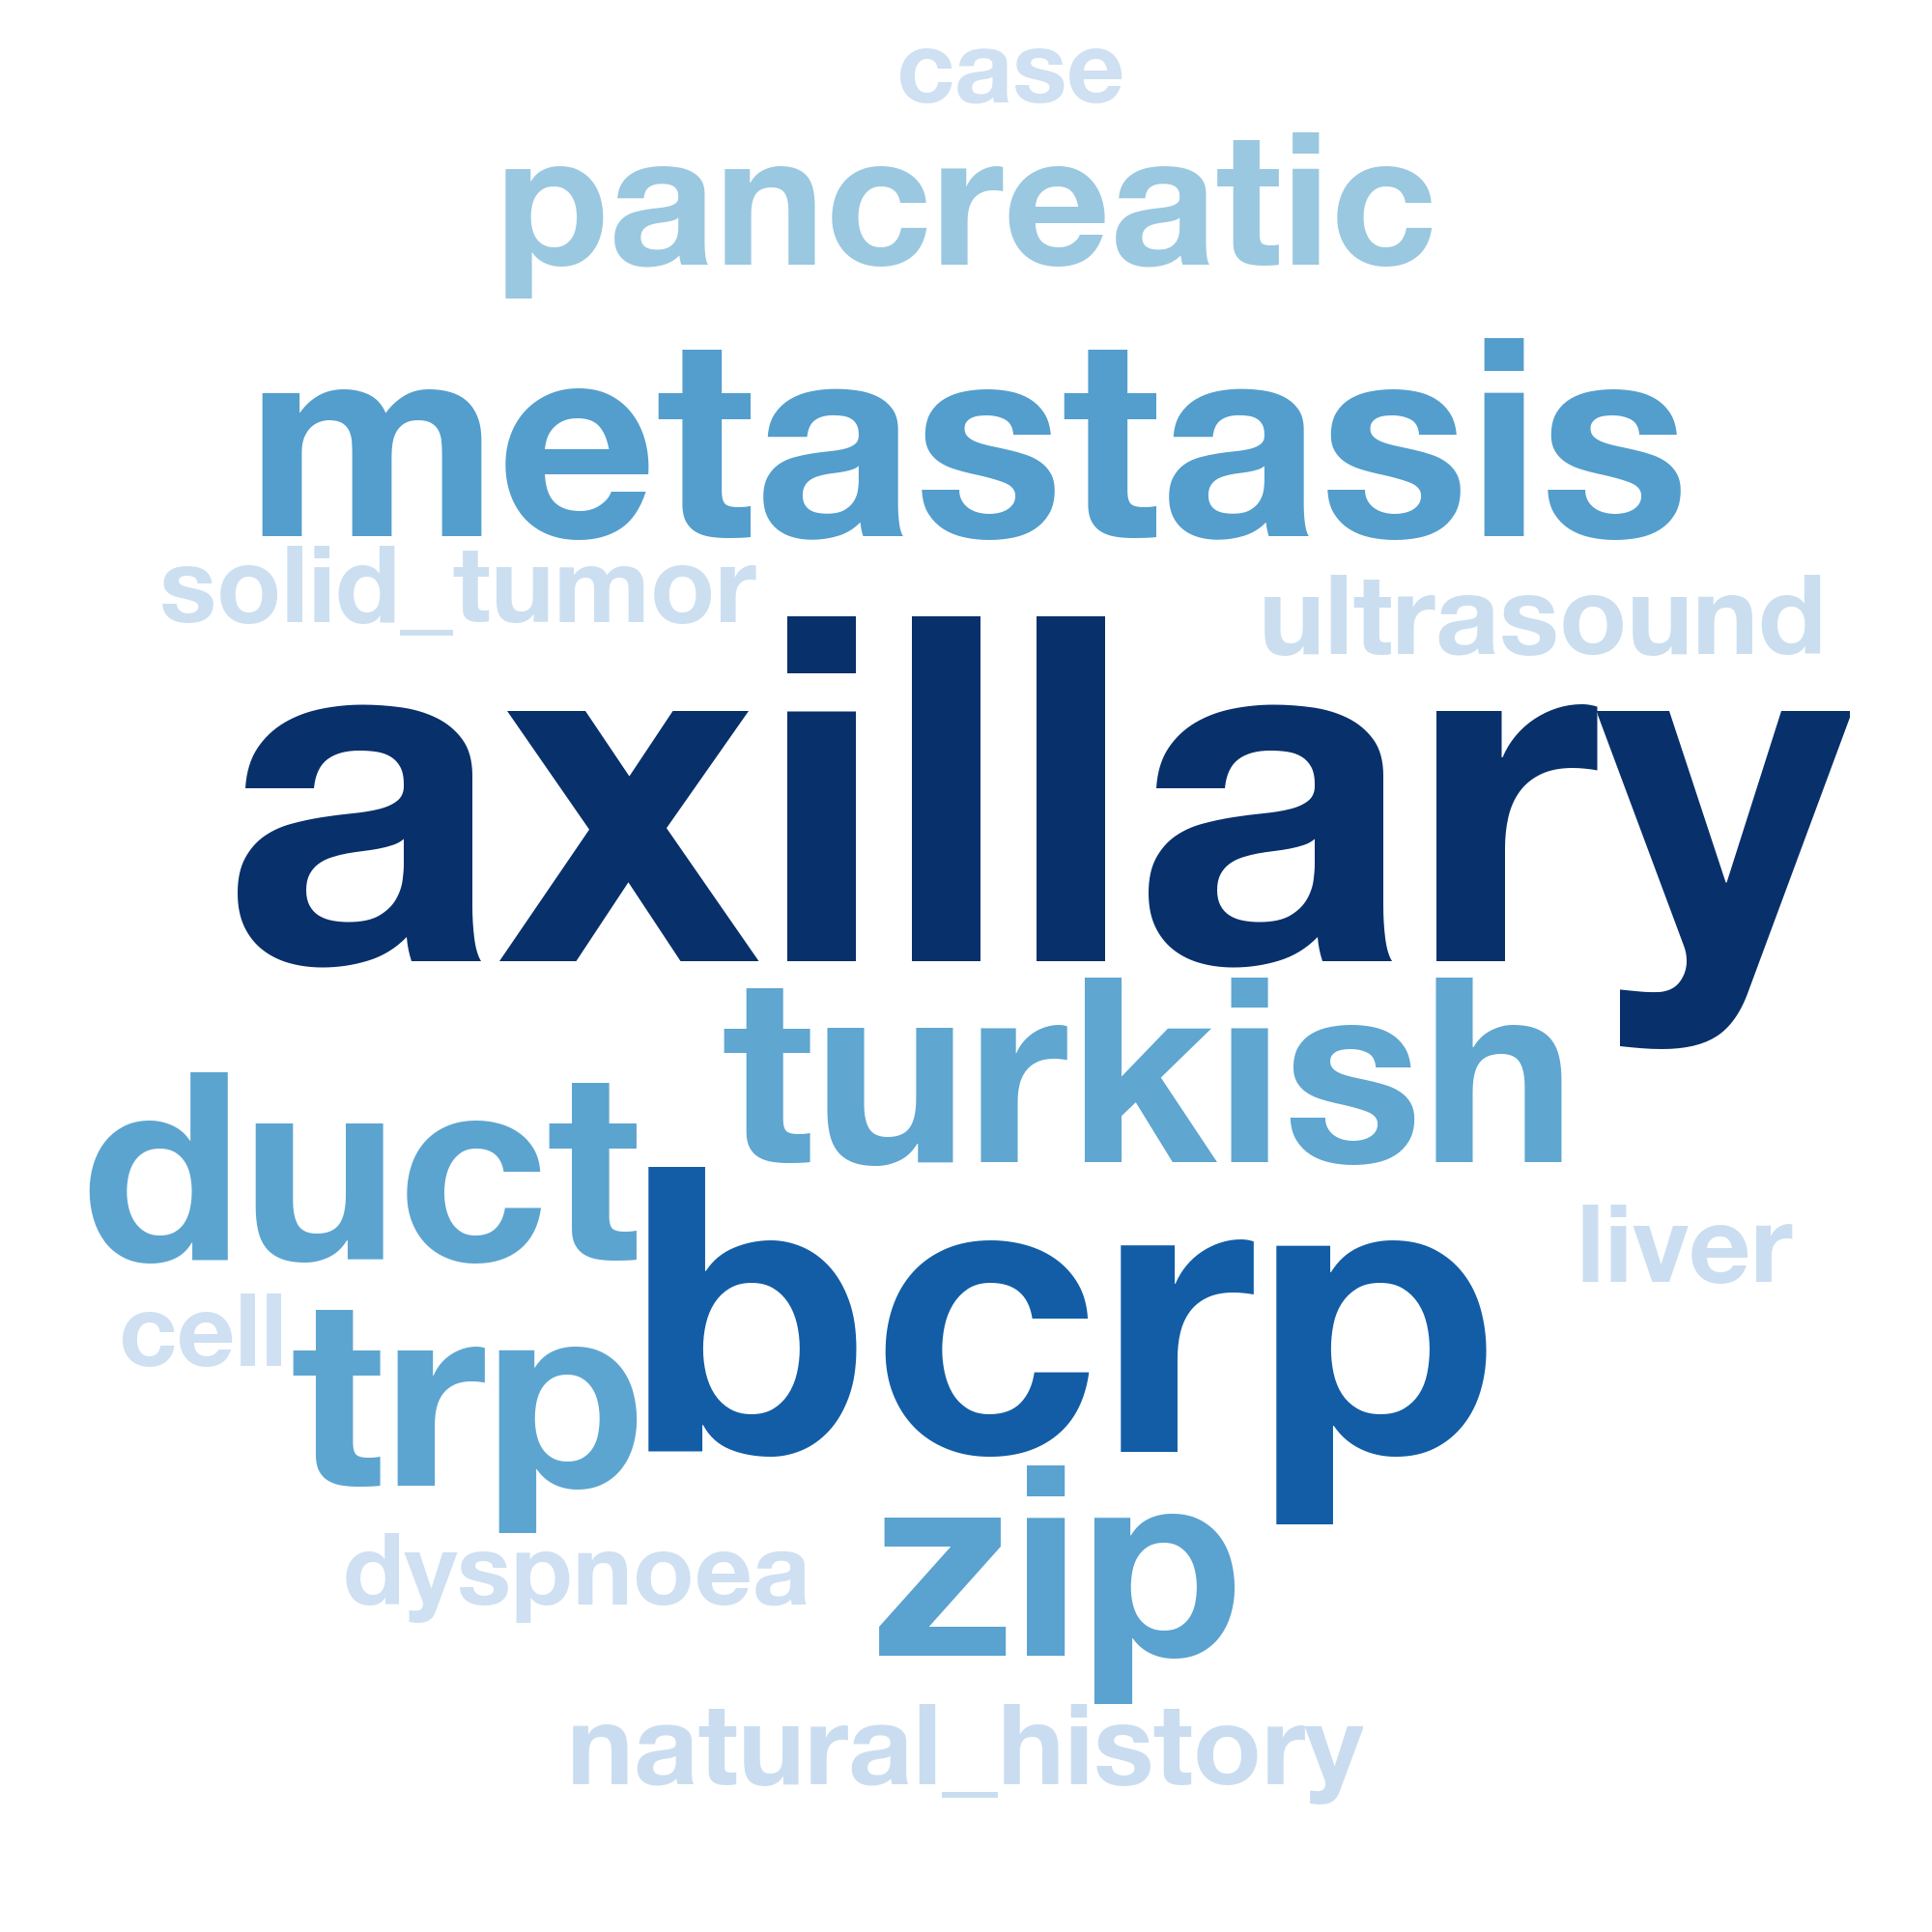 case
pancreatic
metastasis
solid_tumor
ultrasound
axillary
turkish
duct
bcrp
liver
cell
trp
zip
dyspnoea
natural_history